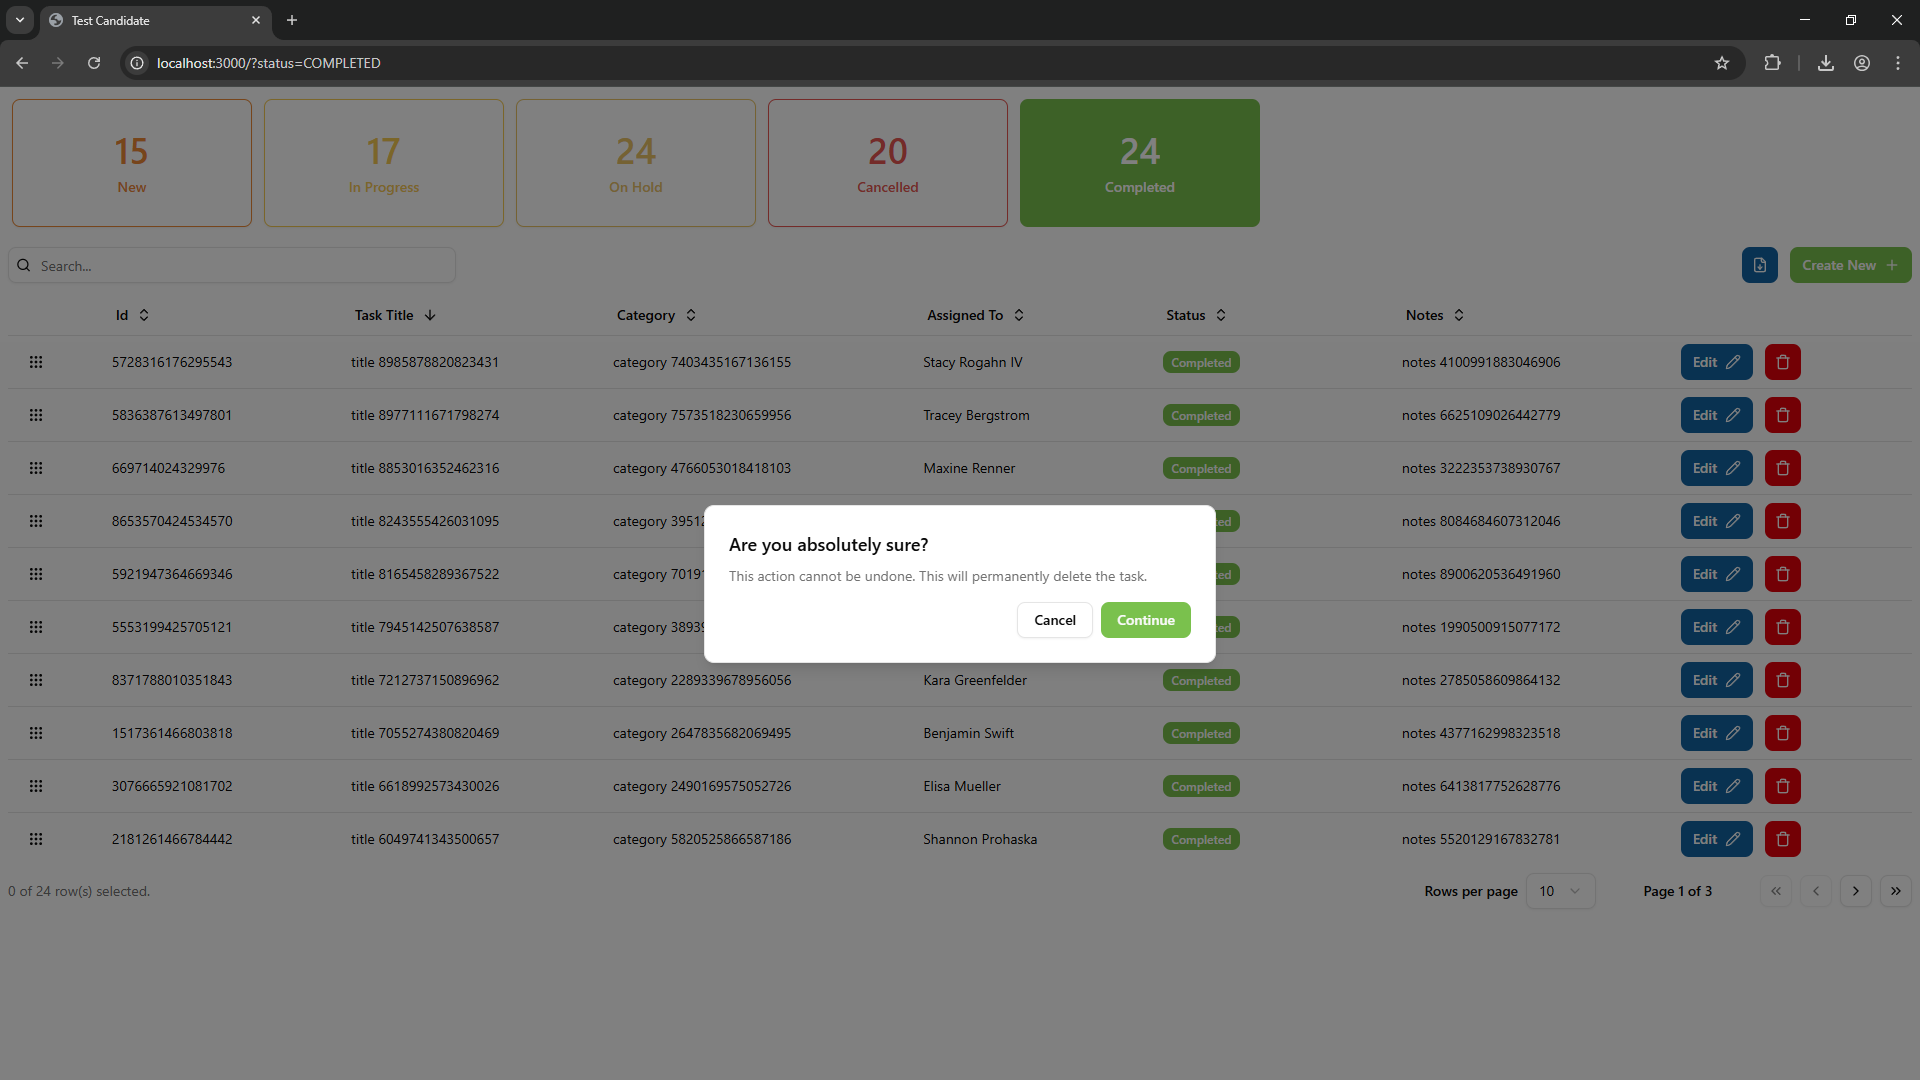 Test Candidate
localhost:3000/?status=COMPLETED
15
New
17
In Progress
24
On Hold
20
Cancelled
24
Completed
Search...
Create New
Id Task Title Category Assigned To Status Notes
5728316176295543 title 8985878820823431 category 7403435167136155 Stacy Rogahn IV Completed notes 4100991883046906 Edit
5836387613497801 title 8977111671798274 category 7573518230659956 Tracey Bergstrom Completed notes 6625109026442779 Edit
669714024329976 title 8853016352462316 category 4766053018418103 Maxine Renner Completed notes 3222353738930767 Edit
8653570424534570 title 8243555426031095 category 3951 ed notes 8084684607312046 Edit
5921947364669346 title 8165458289367522 category 7019 ed notes 8900620536491960 Edit
5553199425705121 title 7945142507638587 category 3893 ed notes 1990500915077172 Edit
Are you absolutely sure?
This action cannot be undone. This will permanently delete the task.
Cancel Continue
8371788010351843 title 7212737150896962 category 2289339678956056 Kara Greenfelder Completed notes 2785058609864132 Edit
1517361466803818 title 7055274380820469 category 2647835682069495 Benjamin Swift Completed notes 4377162998323518 Edit
3076665921081702 title 6618992573430026 category 2490169575052726 Elisa Mueller Completed notes 6413817752628776 Edit
2181261466784442 title 6049741343500657 category 5820525866587186 Shannon Prohaska Completed notes 5520129167832781 Edit
0 of 24 row(s) selected. Rows per page 10 Page 1 of 3